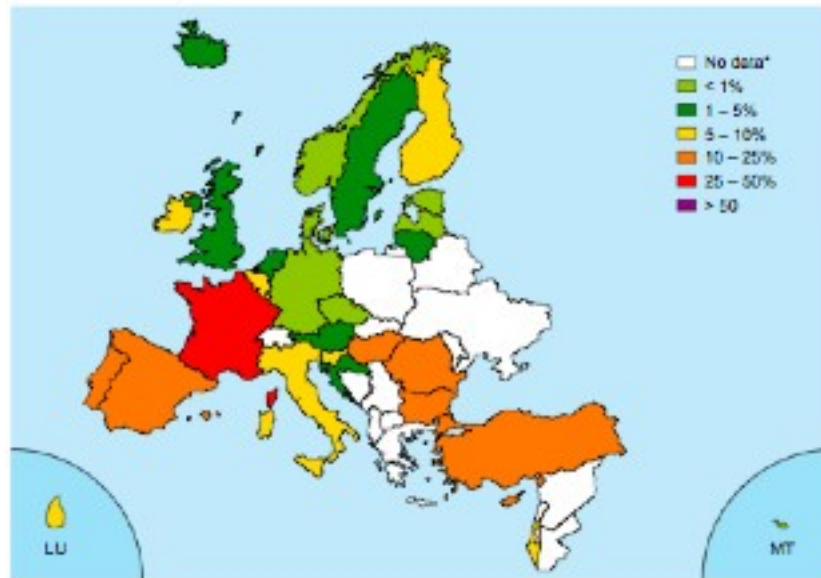 No data*
< 1%
1 – 5%
5 – 10%
10 – 25%
25 – 50%
> 50
LU
MT